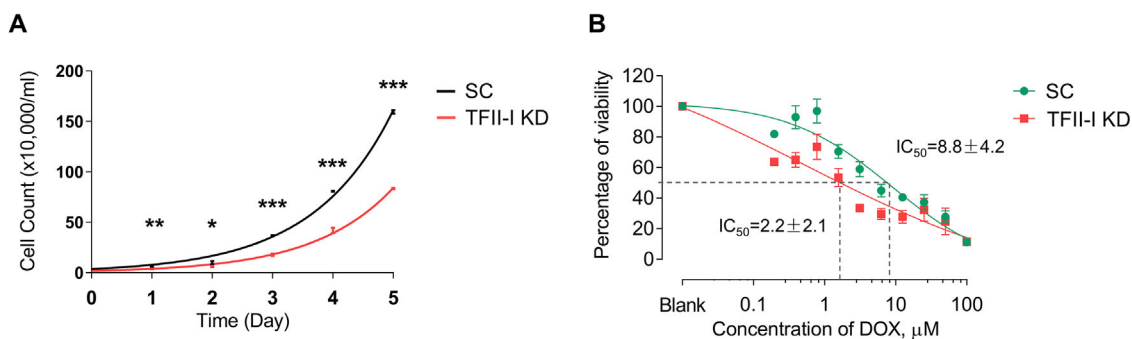 A
Cell Count (x10,000/ml)
200
150
100
50
0
0 1 2 3 4 5
Time (Day)
** * *** *** ***
SC
TFII-I KD
B
Percentage of viability
120
100
80
60
40
20
0
Blank 0.1 1 10 100
Concentration of DOX, μM
IC50=8.8±4.2
IC50=2.2±2.1
SC
TFII-I KD